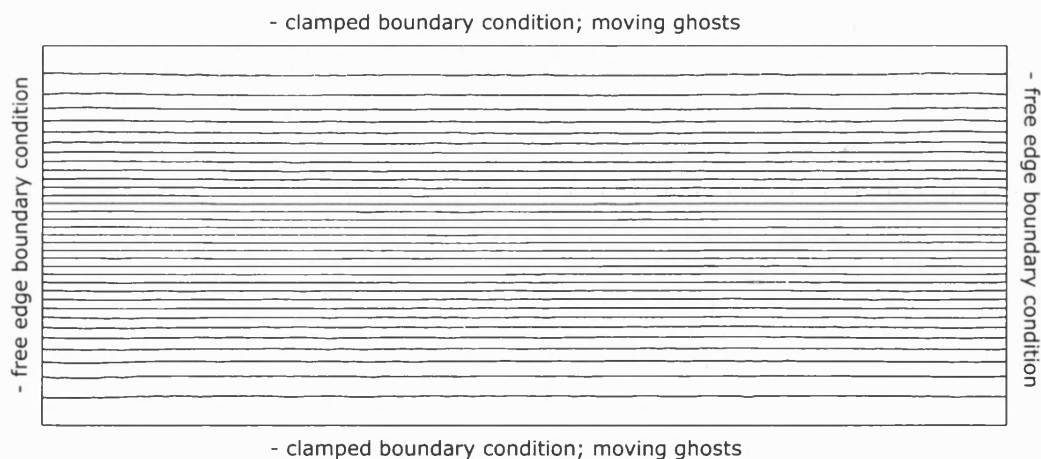 - clamped boundary condition; moving ghosts
- free edge boundary condition
- free edge boundary condition
- clamped boundary condition; moving ghosts